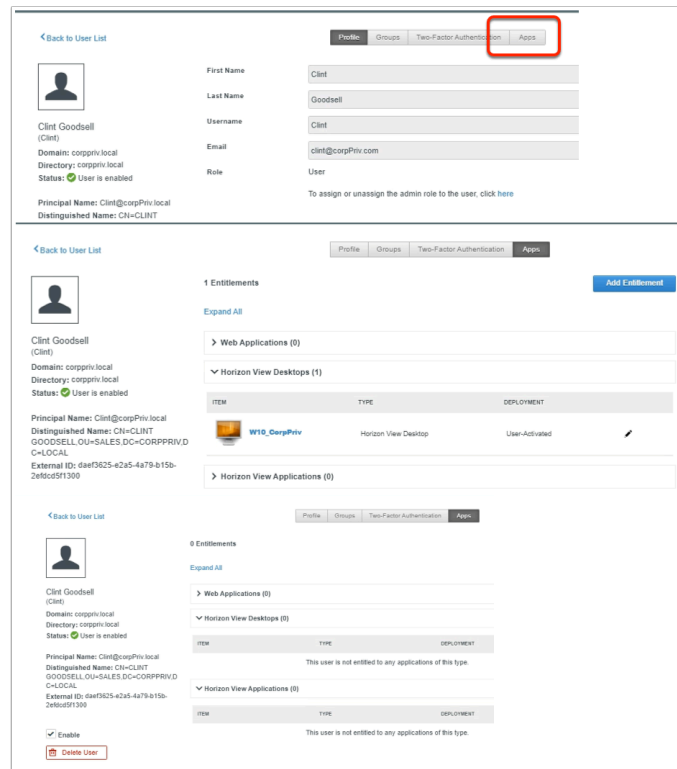 Back to User List
Profile Groups Two-Factor Authentication Apps
First Name Clint
Last Name Goodsell
Username Clint
Email clint@corpPriv.com
Role User
To assign or unassign the admin role to the user, click here
Clint Goodsell
(Clint)
Domain: corppriv.local
Directory: corppriv.local
Status: User is enabled
Principal Name: Clint@corpPriv.local
Distinguished Name: CN=CLINT
Back to User List
Profile Groups Two-Factor Authentication Apps
1 Entitlements
Add Entitlement
Expand All
Web Applications (0)
Horizon View Desktops (1)
ITEM TYPE DEPLOYMENT
W10_CorpPriv Horizon View Desktop User-Activated
Horizon View Applications (0)
Clint Goodsell
(Clint)
Domain: corppriv.local
Directory: corppriv.local
Status: User is enabled
Principal Name: Clint@corpPriv.local
Distinguished Name: CN=CLINT
GOODSELL,OU=SALES,DC=CORPPRIV,D
C=LOCAL
External ID: daef3625-e2a5-4a79-b15b-
2efdcd5f1300
Back to User List
Profile Groups Two-Factor Authentication Apps
0 Entitlements
Expand All
Web Applications (0)
Horizon View Desktops (0)
ITEM TYPE DEPLOYMENT
This user is not entitled to any applications of this type.
Horizon View Applications (0)
ITEM TYPE DEPLOYMENT
This user is not entitled to any applications of this type.
Clint Goodsell
(Clint)
Domain: corppriv.local
Directory: corppriv.local
Status: User is enabled
Principal Name: Clint@corpPriv.local
Distinguished Name: CN=CLINT
GOODSELL,OU=SALES,DC=CORPPRIV,D
C=LOCAL
External ID: daef3625-e2a5-4a79-b15b-
2efdcd5f1300
Enable
Delete User